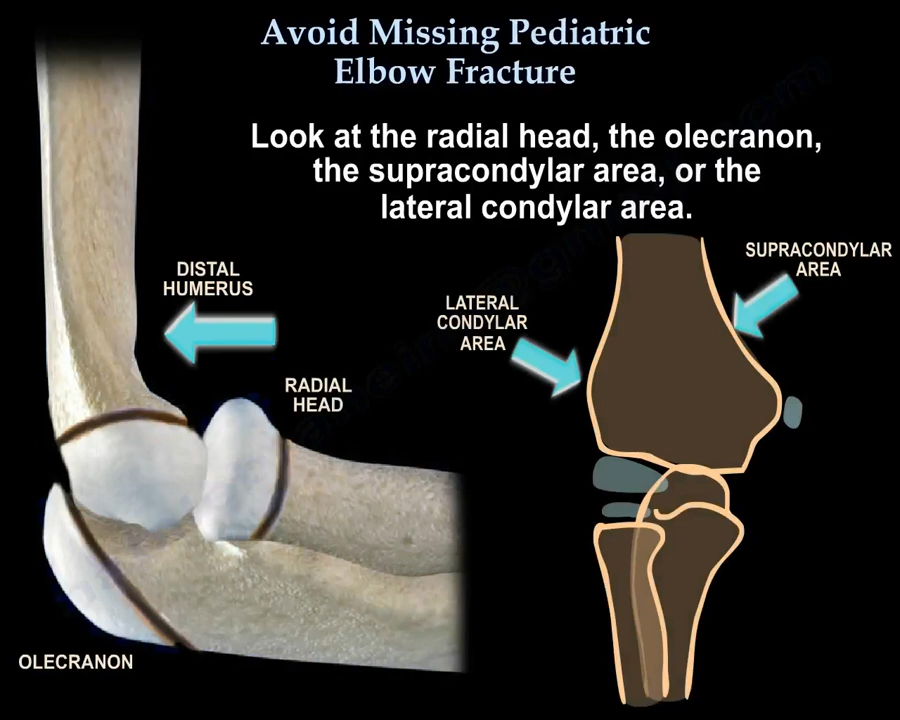 Avoid Missing Pediatric
Elbow Fracture
Look at the radial head, the olecranon,
the supracondylar area, or the
lateral condylar area.
DISTAL
HUMERUS
RADIAL
HEAD
OLECRANON
LATERAL
CONDYLAR
AREA
SUPRACONDYLAR
AREA